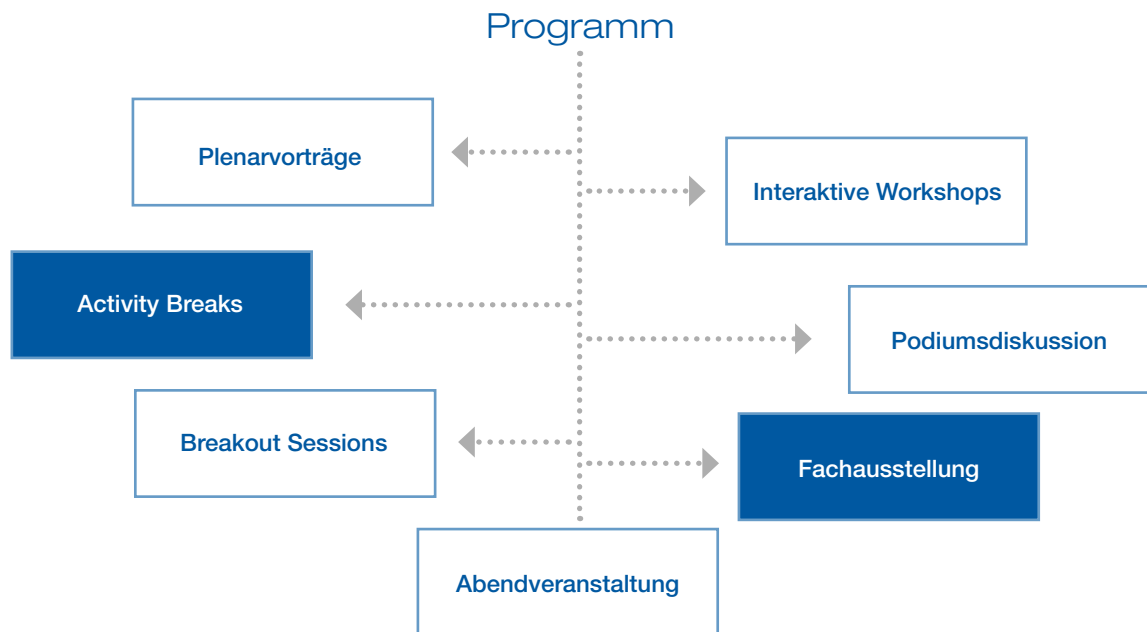 Programm
Plenarvorträge
Interaktive Workshops
Activity Breaks
Podiumsdiskussion
Breakout Sessions
Fachausstellung
Abendveranstaltung